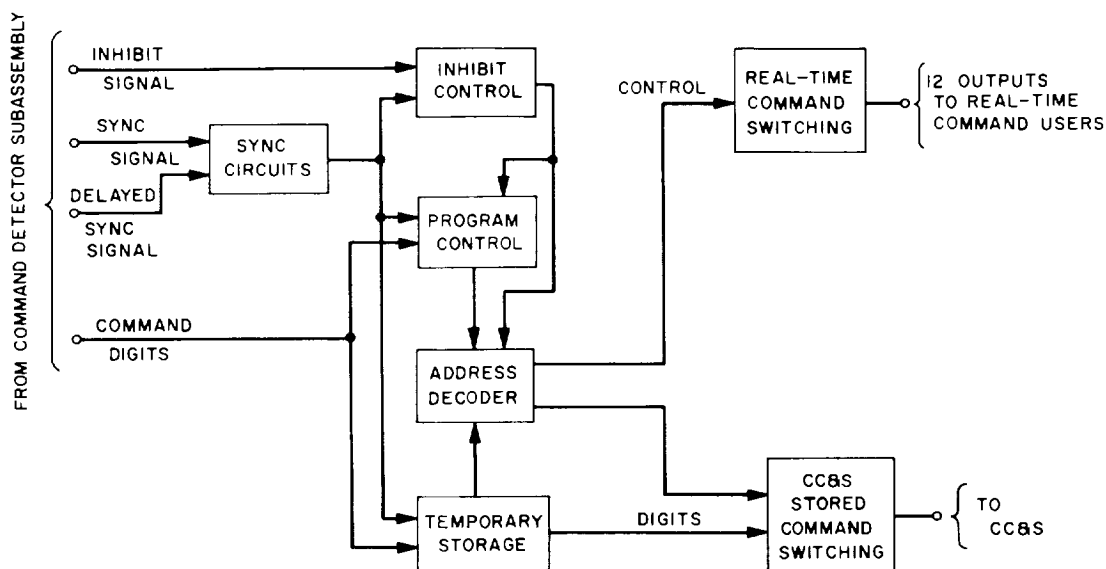 FROM COMMAND DETECTOR SUBASSEMBLY
INHIBIT
SIGNAL
SYNC
SIGNAL
DELAYED
SYNC
SIGNAL
COMMAND
DIGITS
SYNC
CIRCUITS
INHIBIT
CONTROL
PROGRAM
CONTROL
ADDRESS
DECODER
TEMPORARY
STORAGE
CONTROL
REAL-TIME
COMMAND
SWITCHING
12 OUTPUTS
TO REAL-TIME
COMMAND USERS
DIGITS
CC&S
STORED
COMMAND
SWITCHING
TO
CC&S